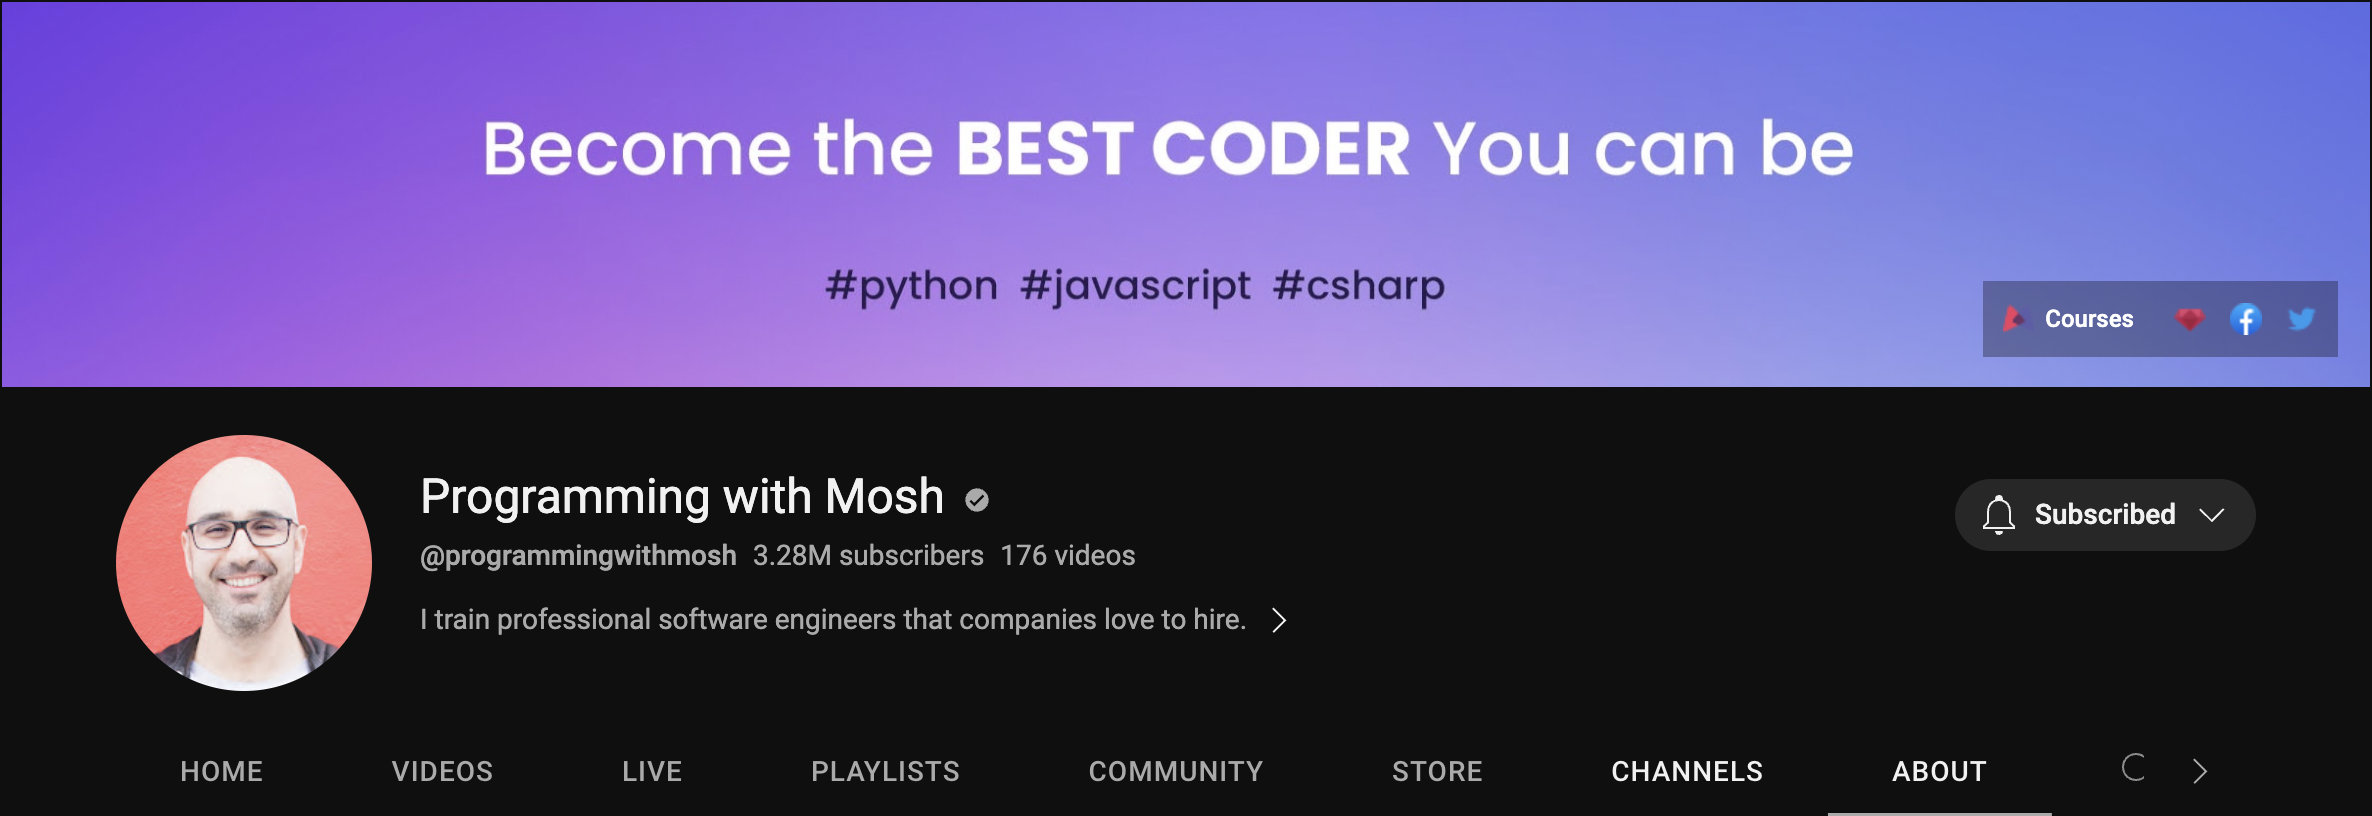 Become the BEST CODER You can be
#python #javascript #csharp
Courses
Programming with Mosh
@programmingwithmosh 3.28M subscribers 176 videos
I train professional software engineers that companies love to hire.
Subscribed
HOME VIDEOS LIVE PLAYLISTS COMMUNITY STORE CHANNELS ABOUT